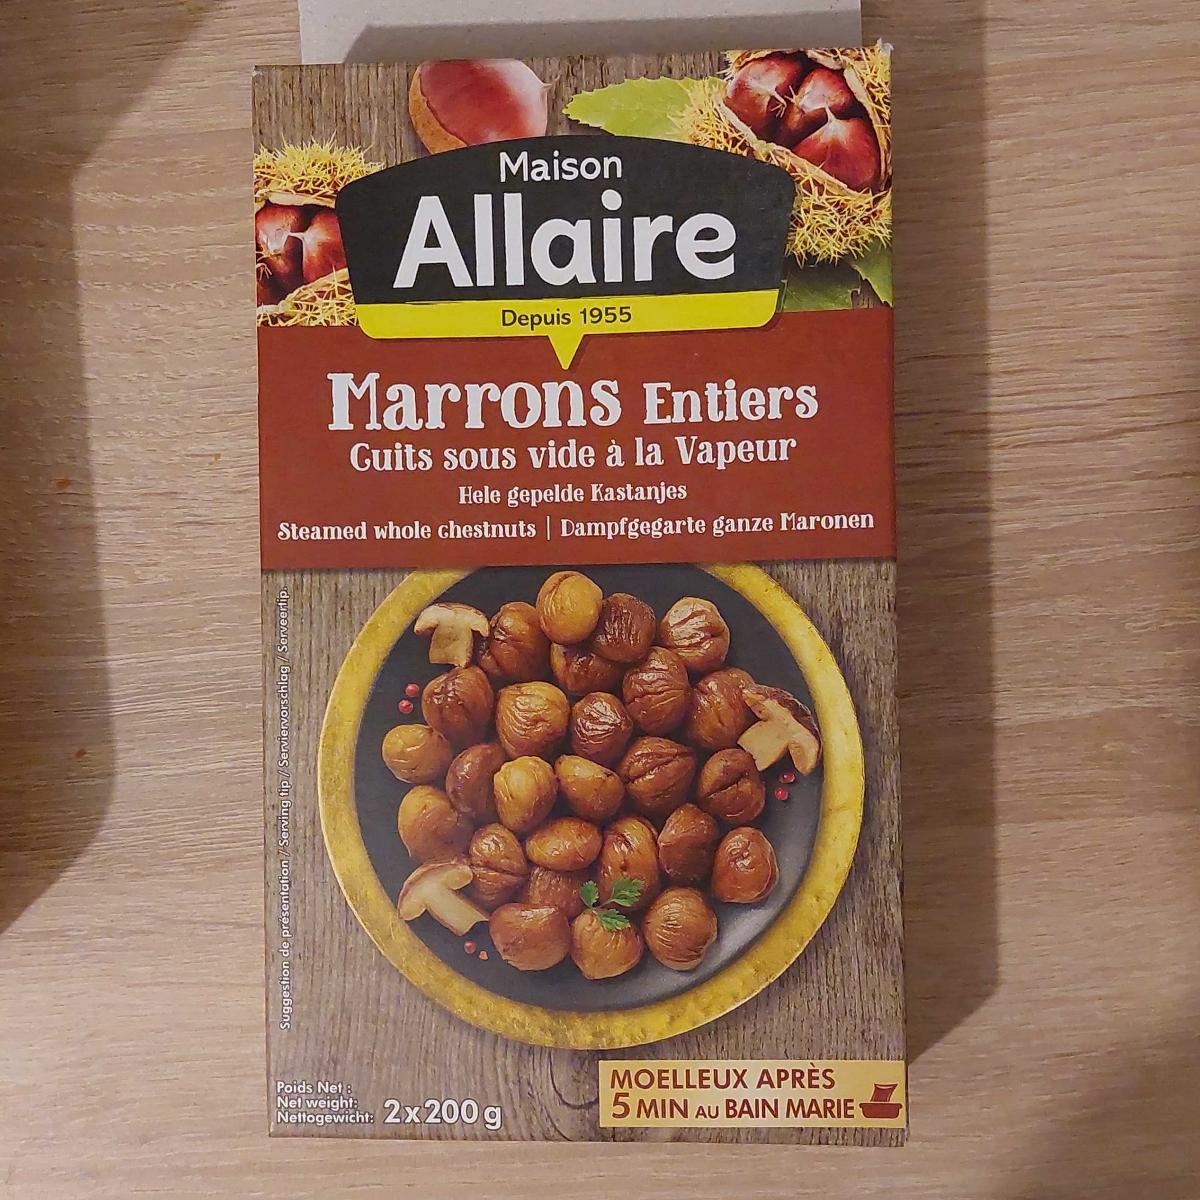 Maison
Allaire
Depuis 1955
Marrons Entiers
Cuits sous vide à la Vapeur
Hele gepelde Kastanjes
Steamed whole chestnuts | Dampfgegarte ganze Maronen
Suggestion de présentation / Serving tip / Serviervorschlag / Serveertip.
Poids Net :
Net weight:
Nettogewicht: 2x200g
MOELLEUX APRÈS
5 MIN AU BAIN MARIE